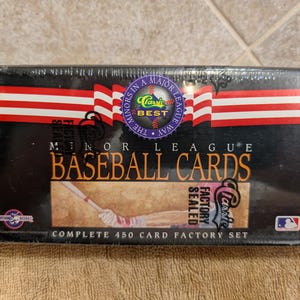 THE MINORS IN A MAJOR LEAGUE WAY
Classic
BEST
MINOR LEAGUE
BASEBALL CARDS
Classic
FACTORY
SEALED
COMPLETE 450 CARD FACTORY SET